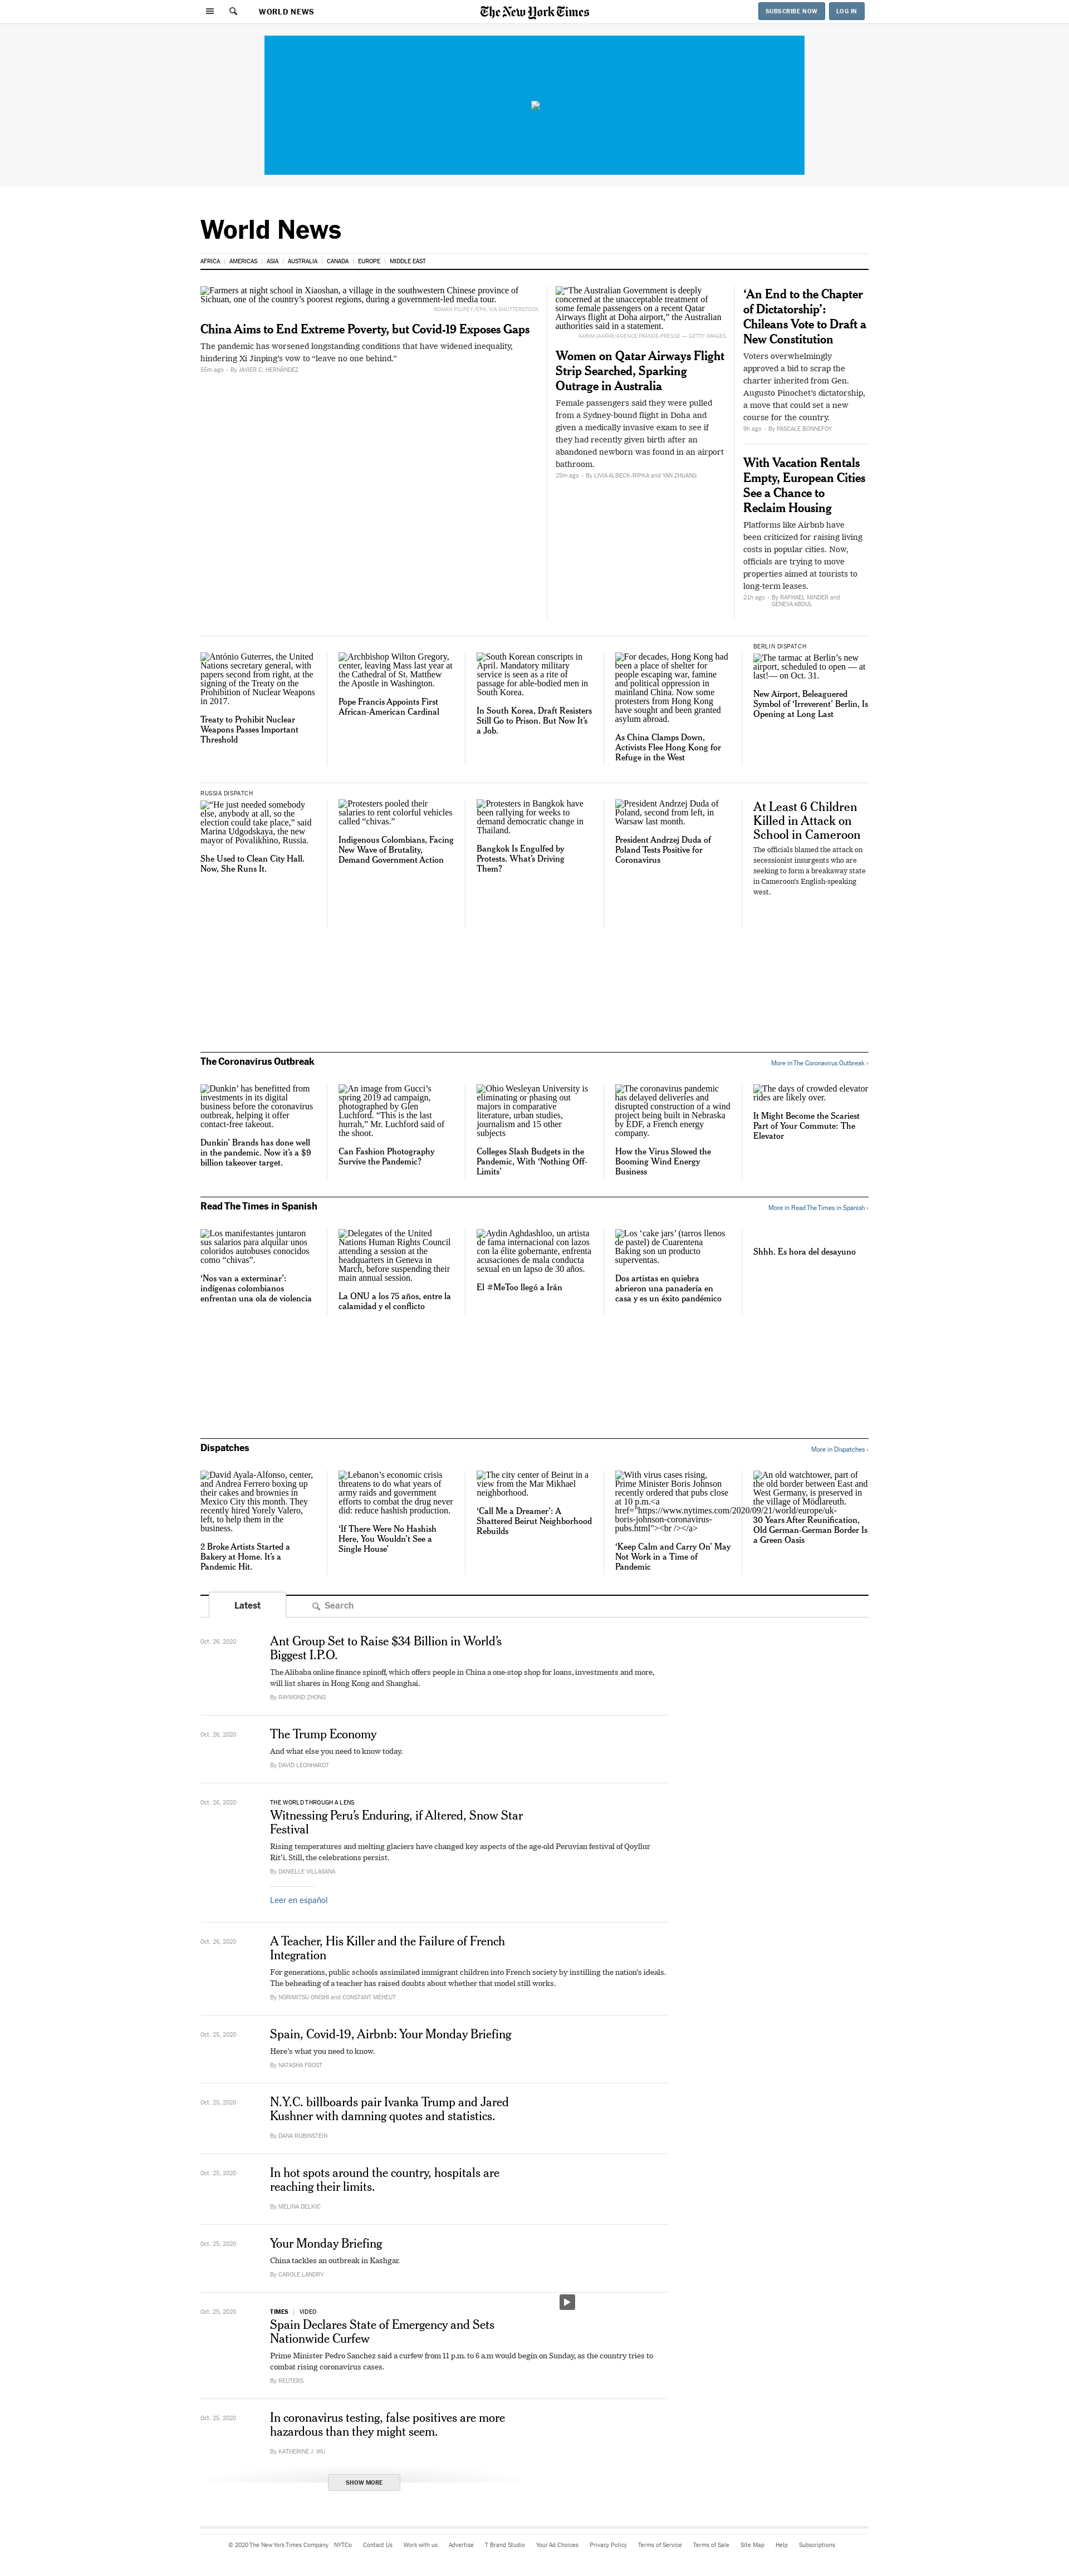 WORLD NEWS
The New York Times
SUBSCRIBE NOW
LOG IN
World News
AFRICA
AMERICAS
ASIA
AUSTRALIA
CANADA
EUROPE
MIDDLE EAST
Farmers at night school in Xiaoshan, a village in the southwestern Chinese province of
Sichuan, one of the country's poorest regions, during a government-led media tour.
ROMAN PILIPEY/EPA, VIA SHUTTERSTOCK
China Aims to End Extreme Poverty, but Covid-19 Exposes Gaps
The pandemic has worsened longstanding conditions that have widened inequality,
hindering Xi Jinping's vow to "leave no one behind."
55m ago · By JAVIER C. HERNÁNDEZ
"The Australian Government is deeply
concerned at the unacceptable treatment of
some female passengers on a recent Qatar
Airways flight at Doha airport," the Australian
authorities said in a statement.
KARIM JAAFAR/AGENCE FRANCE-PRESSE — GETTY IMAGES
Women on Qatar Airways Flight
Strip Searched, Sparking
Outrage in Australia
Female passengers said they were pulled
from a Sydney-bound flight in Doha and
given a medically invasive exam to see if
they had recently given birth after an
abandoned newborn was found in an airport
bathroom.
25m ago · By LIVIA ALBECK-RIPKA and YAN ZHUANG
'An End to the Chapter
of Dictatorship':
Chileans Vote to Draft a
New Constitution
Voters overwhelmingly
approved a bid to scrap the
charter inherited from Gen.
Augusto Pinochet's dictatorship,
a move that could set a new
course for the country.
9h ago · By PASCALE BONNEFOY
With Vacation Rentals
Empty, European Cities
See a Chance to
Reclaim Housing
Platforms like Airbnb have
been criticized for raising living
costs in popular cities. Now,
officials are trying to move
properties aimed at tourists to
long-term leases.
21h ago · By RAPHAEL MINDER and
GENEVA ABDUL
António Guterres, the United
Nations secretary general, with
papers second from right, at the
signing of the Treaty on the
Prohibition of Nuclear Weapons
in 2017.
Treaty to Prohibit Nuclear
Weapons Passes Important
Threshold
Archbishop Wilton Gregory,
center, leaving Mass last year at
the Cathedral of St. Matthew
the Apostle in Washington.
Pope Francis Appoints First
African-American Cardinal
South Korean conscripts in
April. Mandatory military
service is seen as a rite of
passage for able-bodied men in
South Korea.
In South Korea, Draft Resisters
Still Go to Prison. But Now It's
a Job.
For decades, Hong Kong had
been a place of shelter for
people escaping war, famine
and political oppression in
mainland China. Now some
protesters from Hong Kong
have sought and been granted
asylum abroad.
As China Clamps Down,
Activists Flee Hong Kong for
Refuge in the West
BERLIN DISPATCH
The tarmac at Berlin's new
airport, scheduled to open — at
last!— on Oct. 31.
New Airport, Beleaguered
Symbol of 'Irreverent' Berlin, Is
Opening at Long Last
RUSSIA DISPATCH
"He just needed somebody
else, anybody at all, so the
election could take place," said
Marina Udgodskaya, the new
mayor of Povalikhino, Russia.
She Used to Clean City Hall.
Now, She Runs It.
Protesters pooled their
salaries to rent colorful vehicles
called "chivas."
Indigenous Colombians, Facing
New Wave of Brutality,
Demand Government Action
Protesters in Bangkok have
been rallying for weeks to
demand democratic change in
Thailand.
Bangkok Is Engulfed by
Protests. What's Driving
Them?
President Andrzej Duda of
Poland, second from left, in
Warsaw last month.
President Andrzej Duda of
Poland Tests Positive for
Coronavirus
At Least 6 Children
Killed in Attack on
School in Cameroon
The officials blamed the attack on
secessionist insurgents who are
seeking to form a breakaway state
in Cameroon's English-speaking
west.
The Coronavirus Outbreak
More in The Coronavirus Outbreak ›
Dunkin' has benefitted from
investments in its digital
business before the coronavirus
outbreak, helping it offer
contact-free takeout.
Dunkin' Brands has done well
in the pandemic. Now it's a $9
billion takeover target.
An image from Gucci's
spring 2019 ad campaign,
photographed by Glen
Luchford. "This is the last
hurrah," Mr. Luchford said of
the shoot.
Can Fashion Photography
Survive the Pandemic?
Ohio Wesleyan University is
eliminating or phasing out
majors in comparative
literature, urban studies,
journalism and 15 other
subjects
Colleges Slash Budgets in the
Pandemic, With 'Nothing Off-
Limits'
The coronavirus pandemic
has delayed deliveries and
disrupted construction of a wind
project being built in Nebraska
by EDF, a French energy
company.
How the Virus Slowed the
Booming Wind Energy
Business
The days of crowded elevator
rides are likely over.
It Might Become the Scariest
Part of Your Commute: The
Elevator
Read The Times in Spanish
More in Read The Times in Spanish ›
Los manifestantes juntaron
sus salarios para alquilar unos
coloridos autobuses conocidos
como "chivas".
'Nos van a exterminar':
indígenas colombianos
enfrentan una ola de violencia
Delegates of the United
Nations Human Rights Council
attending a session at the
headquarters in Geneva in
March, before suspending their
main annual session.
La ONU a los 75 años, entre la
calamidad y el conflicto
Aydin Aghdashloo, un artista
de fama internacional con lazos
con la élite gobernante, enfrenta
acusaciones de mala conducta
sexual en un lapso de 30 años.
El #MeToo llegó a Irán
Los 'cake jars' (tarros llenos
de pastel) de Cuarentena
Baking son un producto
superventas.
Dos artistas en quiebra
abrieron una panadería en
casa y es un éxito pandémico
Shhh. Es hora del desayuno
Dispatches
More in Dispatches ›
David Ayala-Alfonso, center,
and Andrea Ferrero boxing up
their cakes and brownies in
Mexico City this month. They
recently hired Yorely Valero,
left, to help them in the
business.
2 Broke Artists Started a
Bakery at Home. It's a
Pandemic Hit.
Lebanon's economic crisis
threatens to do what years of
army raids and government
efforts to combat the drug never
did: reduce hashish production.
'If There Were No Hashish
Here, You Wouldn't See a
Single House'
The city center of Beirut in a
view from the Mar Mikhael
neighborhood.
'Call Me a Dreamer': A
Shattered Beirut Neighborhood
Rebuilds
With virus cases rising,
Prime Minister Boris Johnson
recently ordered that pubs close
at 10 p.m.<a
href="https://www.nytimes.com/2020/09/21/world/europe/uk-
boris-johnson-coronavirus-
pubs.html"><br /></a>
'Keep Calm and Carry On' May
Not Work in a Time of
Pandemic
An old watchtower, part of
the old border between East and
West Germany, is preserved in
the village of Mödlareuth.
30 Years After Reunification,
Old German-German Border Is
a Green Oasis
Latest
Search
Oct. 26, 2020
Ant Group Set to Raise $34 Billion in World's
Biggest I.P.O.
The Alibaba online finance spinoff, which offers people in China a one-stop shop for loans, investments and more,
will list shares in Hong Kong and Shanghai.
By RAYMOND ZHONG
Oct. 26, 2020
The Trump Economy
And what else you need to know today.
By DAVID LEONHARDT
Oct. 26, 2020
THE WORLD THROUGH A LENS
Witnessing Peru's Enduring, if Altered, Snow Star
Festival
Rising temperatures and melting glaciers have changed key aspects of the age-old Peruvian festival of Qoyllur
Rit'i. Still, the celebrations persist.
By DANIELLE VILLASANA
Leer en español
Oct. 26, 2020
A Teacher, His Killer and the Failure of French
Integration
For generations, public schools assimilated immigrant children into French society by instilling the nation's ideals.
The beheading of a teacher has raised doubts about whether that model still works.
By NORIMITSU ONISHI and CONSTANT MÉHEUT
Oct. 25, 2020
Spain, Covid-19, Airbnb: Your Monday Briefing
Here's what you need to know.
By NATASHA FROST
Oct. 25, 2020
N.Y.C. billboards pair Ivanka Trump and Jared
Kushner with damning quotes and statistics.
By DANA RUBINSTEIN
Oct. 25, 2020
In hot spots around the country, hospitals are
reaching their limits.
By MELINA DELKIC
Oct. 25, 2020
Your Monday Briefing
China tackles an outbreak in Kashgar.
By CAROLE LANDRY
Oct. 25, 2020
TIMES | VIDEO
Spain Declares State of Emergency and Sets
Nationwide Curfew
Prime Minister Pedro Sanchez said a curfew from 11 p.m. to 6 a.m would begin on Sunday, as the country tries to
combat rising coronavirus cases.
By REUTERS
Oct. 25, 2020
In coronavirus testing, false positives are more
hazardous than they might seem.
By KATHERINE J. WU
SHOW MORE
© 2020 The New York Times Company
NYTCo
Contact Us
Work with us
Advertise
T Brand Studio
Your Ad Choices
Privacy Policy
Terms of Service
Terms of Sale
Site Map
Help
Subscriptions